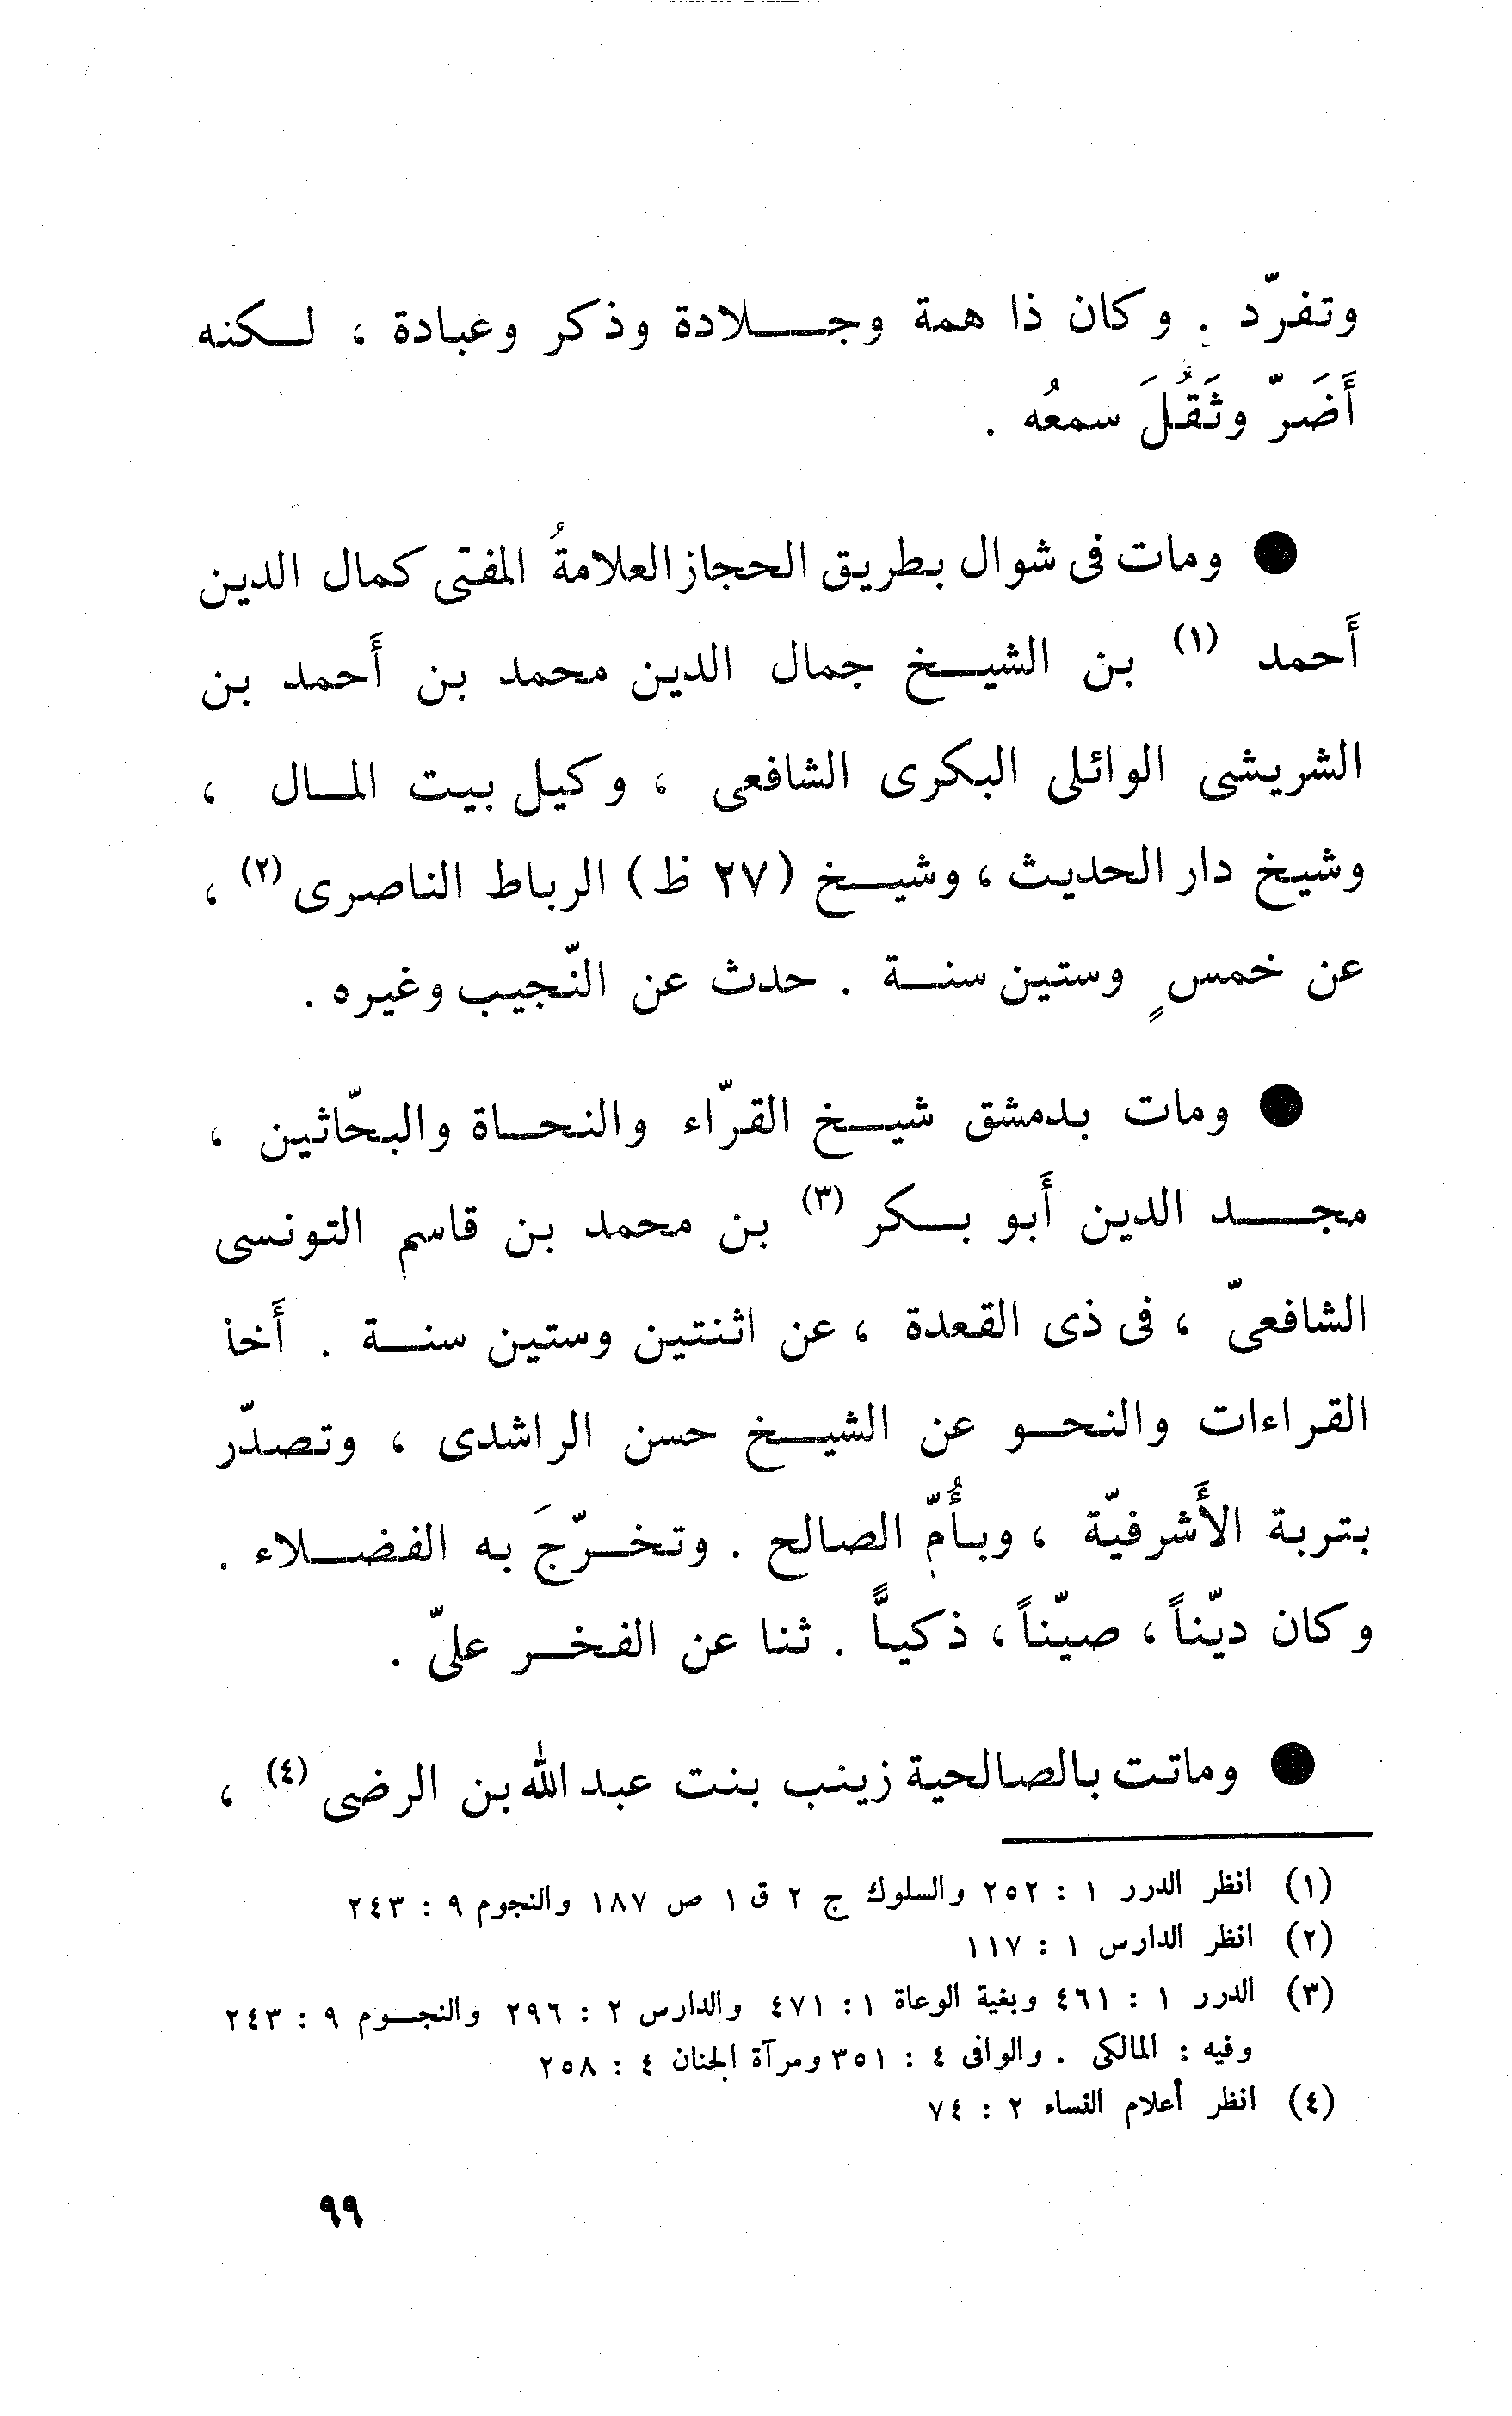 وتفرّد . وكان ذا همة وجلادة وذكر وعبادة ، لكنه
أَضَرّ وثَقُلَ سمعُه .
● ومات فى شوال بطريق الحجاز العلامةُ المفتى كمال الدين
أَحمد (١) بن الشيخ جمال الدين محمد بن أَحمد بن
الشريشى الوائلى البكرى الشافعى ، وكيل بيت المال ،
وشيخ دار الحديث ، وشيخ (٢٧ ظ) الرباط الناصرى (٢) ،
عن خمسٍ وستين سنة . حدث عن النّجيب وغيره .
● ومات بدمشق شيخ القرّاء والنحاة والبحّاثين ،
مجد الدين أَبو بكر (٣) بن محمد بن قاسم التونسى
الشافعىّ ، فى ذى القعدة ، عن اثنتين وستين سنة . أَخذ
القراءات والنحو عن الشيخ حسن الراشدى ، وتصدّر
بتربة الأَشرفيّة ، وبأُمّ الصالح . وتخرّجَ به الفضلاء .
وكان ديّناً ، صيّناً ، ذكياًّ . ثنا عن الفخر علىّ .
● وماتت بالصالحية زينب بنت عبد الله بن الرضى (٤) ،
(١) انظر الدرر ١ : ٢٥٢ والسلوك ج ٢ ق ١ ص ١٨٧ والنجوم ٩ : ٢٤٣
(٢) انظر الدارس ١ : ١١٧
(٣) الدرر ١ : ٤٦١ وبغية الوعاة ١ : ٤٧١ والدارس ٢ : ٢٩٦ والنجوم ٩ : ٢٤٣
وفيه : المالكى . والوافى ٤ : ٣٥١ ومرآة الجنان ٤ : ٢٥٨
(٤) انظر أعلام النساء ٢ : ٧٤
٩٩